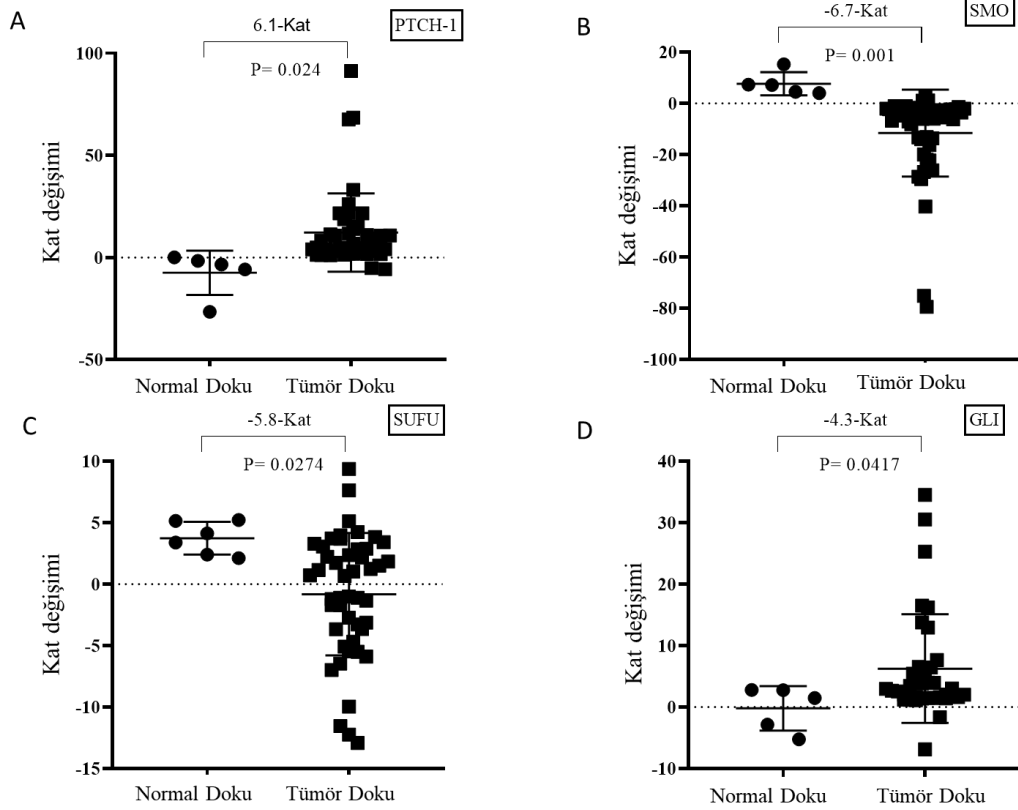 A
6.1-Kat
PTCH-1
P= 0.024
Kat değişimi
100
50
0
-50
Normal Doku
Tümör Doku
B
-6.7-Kat
SMO
P= 0.001
Kat değişimi
20
0
-20
-40
-60
-80
-100
Normal Doku
Tümör Doku
C
-5.8-Kat
SUFU
P= 0.0274
Kat değişimi
10
5
0
-5
-10
-15
Normal Doku
Tümör Doku
D
-4.3-Kat
GLI
P= 0.0417
Kat değişimi
40
30
20
10
0
-10
Normal Doku
Tümör Doku